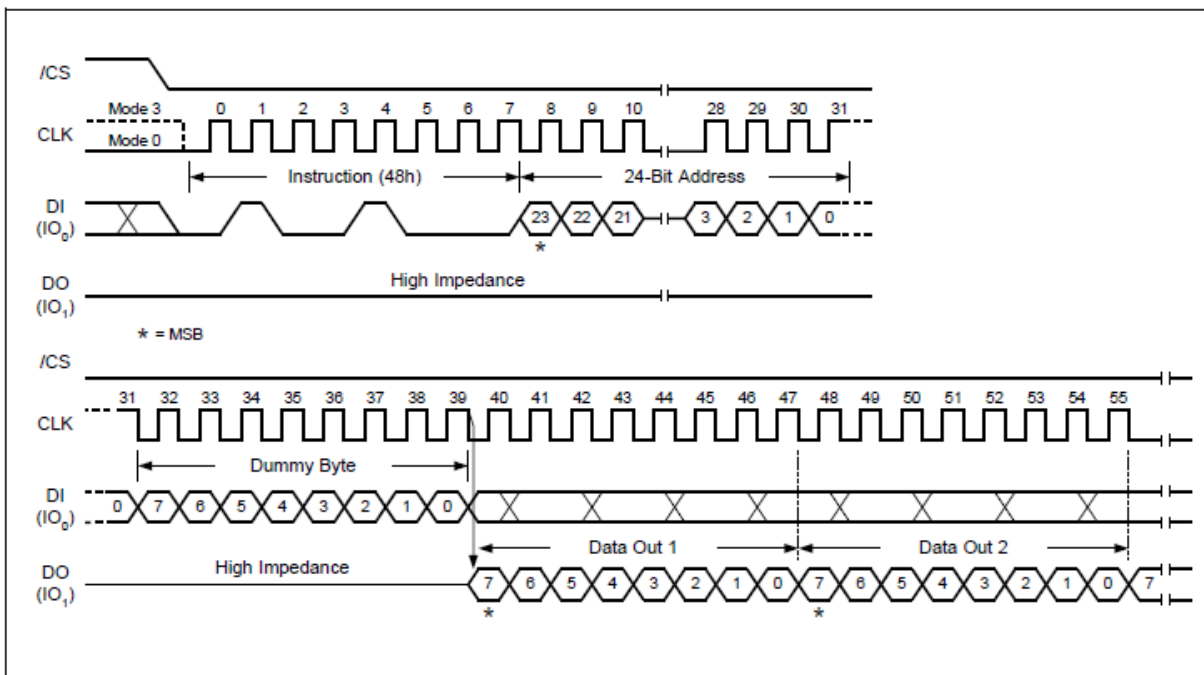 /CS
Mode 3 0 1 2 3 4 5 6 7 8 9 10 28 29 30 31
CLK Mode 0
Instruction (48h) 24-Bit Address
DI
(IO0) 23 22 21 3 2 1 0
*
DO High Impedance
(IO1)
* = MSB
/CS
31 32 33 34 35 36 37 38 39 40 41 42 43 44 45 46 47 48 49 50 51 52 53 54 55
CLK
Dummy Byte
DI
(IO0) 0 7 6 5 4 3 2 1 0
Data Out 1 Data Out 2
DO High Impedance
(IO1) 7 6 5 4 3 2 1 0 7 6 5 4 3 2 1 0 7
* *